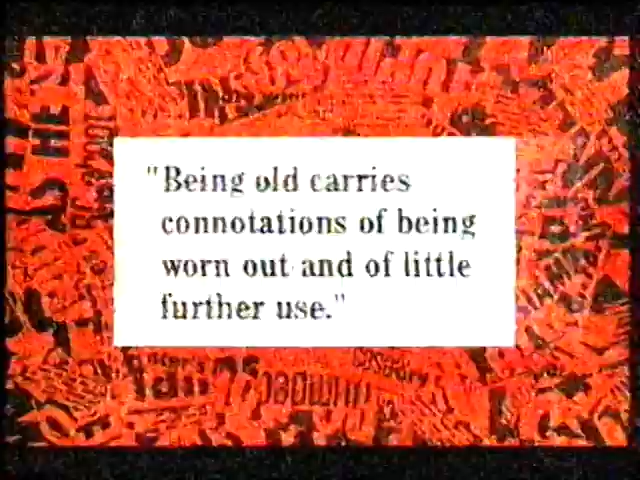 "Being old carries
connotations of being
worn out and of little
further use."